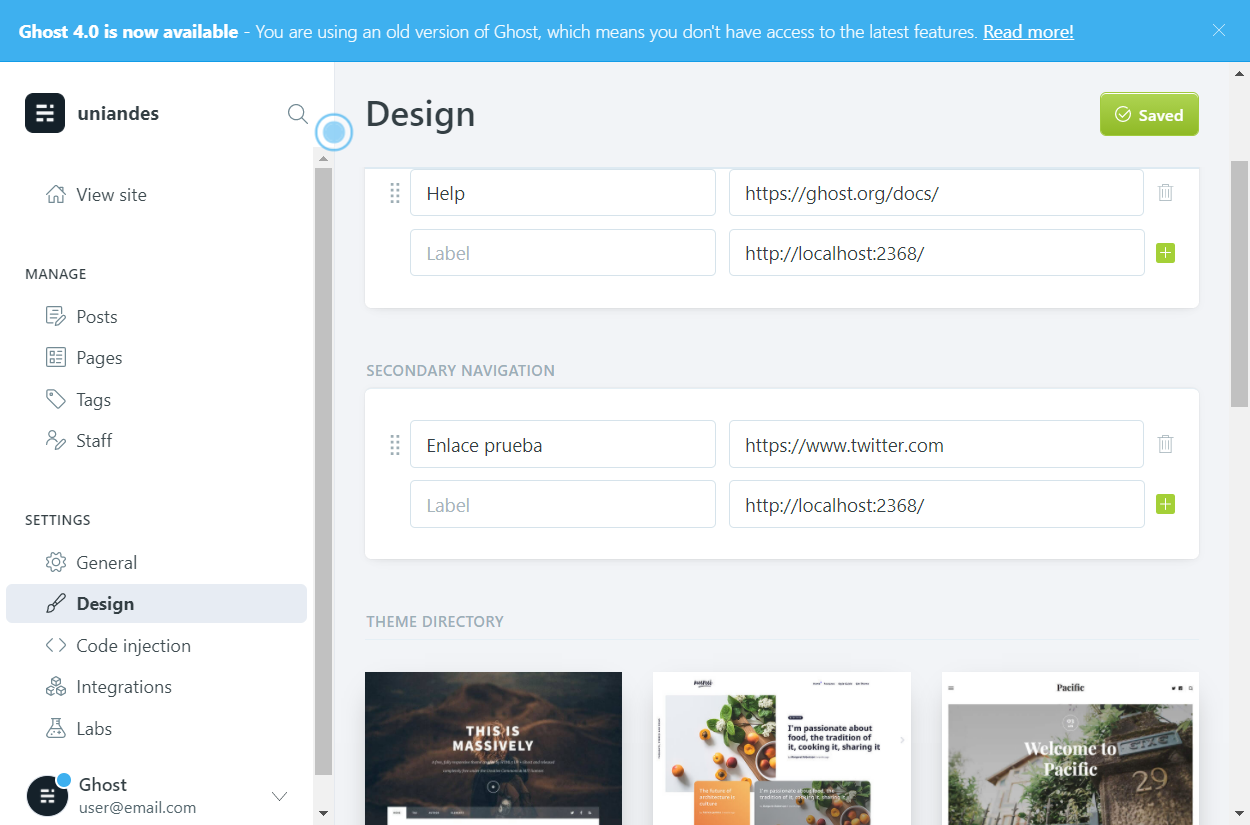 Ghost 4.0 is now available - You are using an old version of Ghost, which means you don't have access to the latest features. Read more!
uniandes
View site
MANAGE
Posts
Pages
Tags
Staff
SETTINGS
General
Design
Code injection
Integrations
Labs
Ghost
user@email.com
Design
Saved
Help
https://ghost.org/docs/
Label
http://localhost:2368/
SECONDARY NAVIGATION
Enlace prueba
https://www.twitter.com
Label
http://localhost:2368/
THEME DIRECTORY
THIS IS
MASSIVELY
I'm passionate about
food, the tradition of
it, cooking it, sharing it
The future of
architecture is
culture
I'm passionate about food, the
tradition of it, cooking it, sharing it
Pacific
Welcome to
Pacific
29